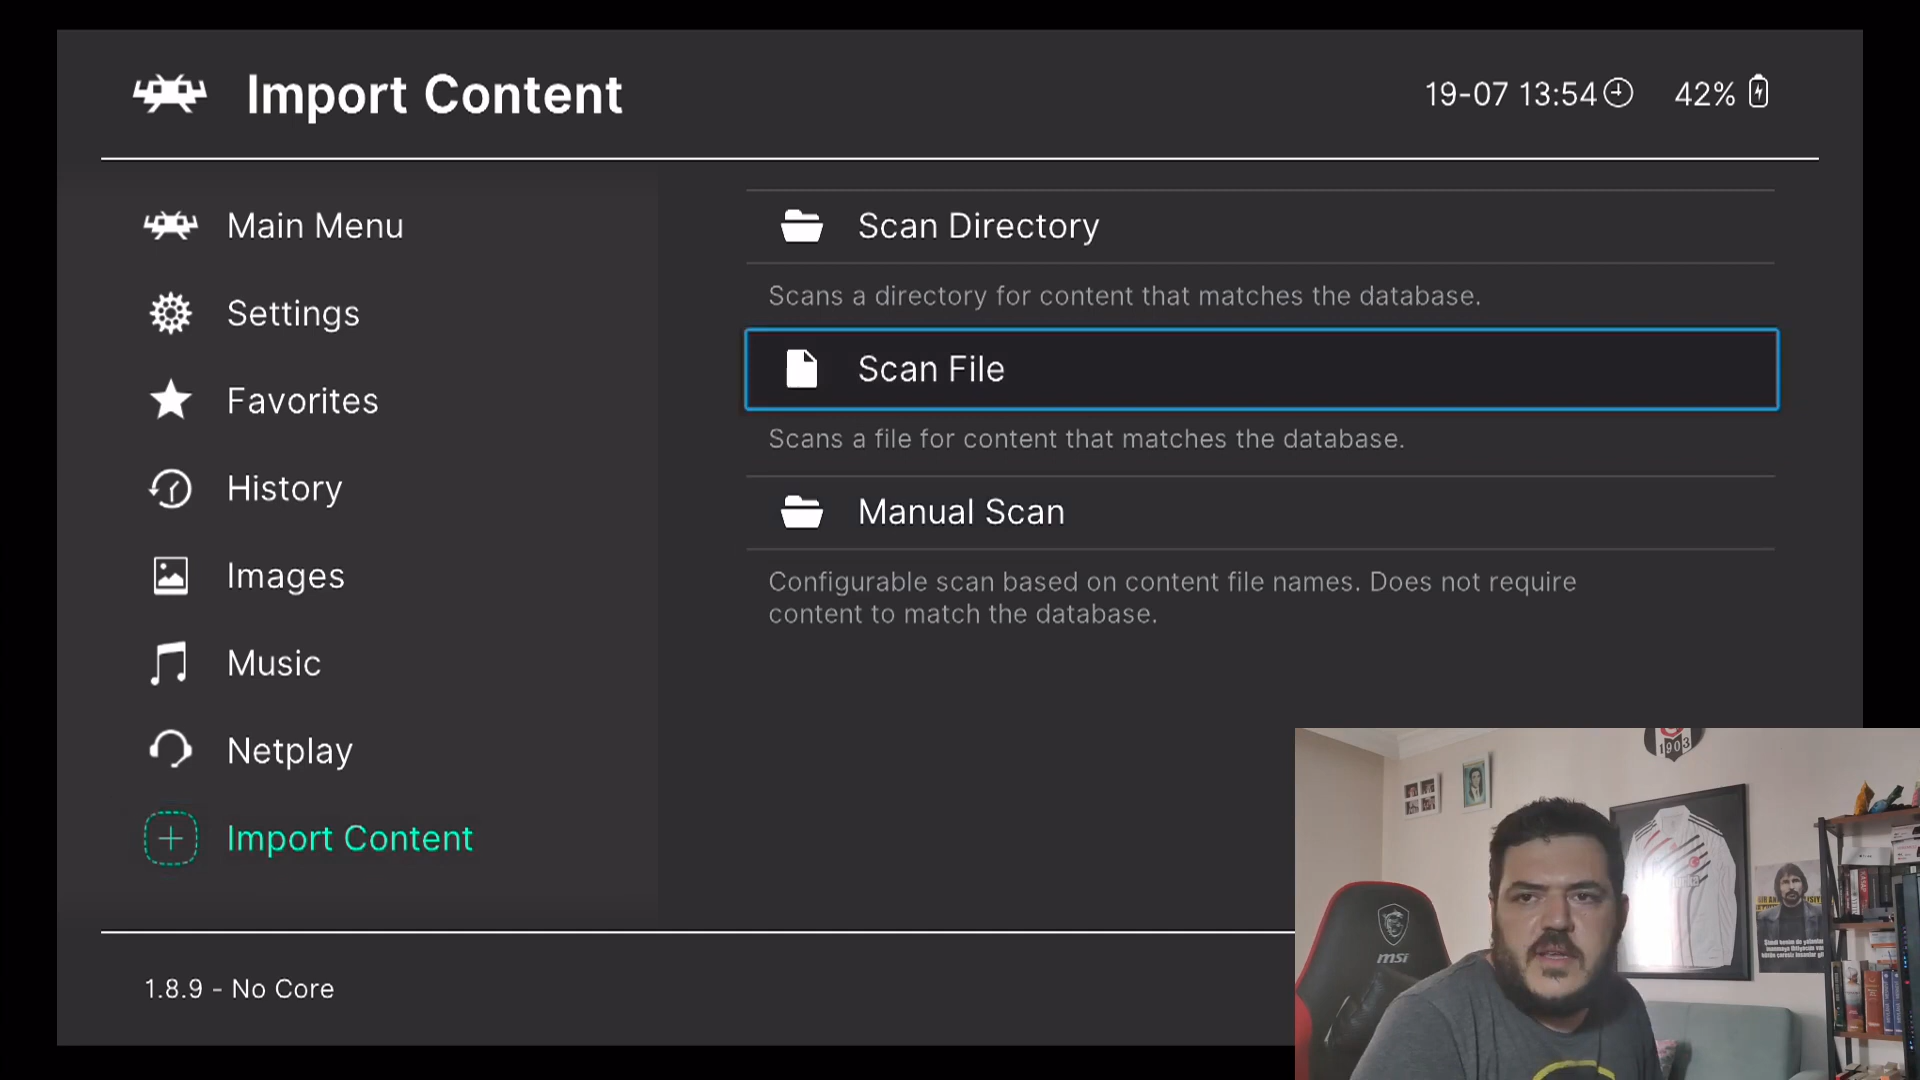 Import Content
19-07 13:54
42%
Main Menu
Settings
Favorites
History
Images
Music
Netplay
Import Content
Scan Directory
Scans a directory for content that matches the database.
Scan File
Scans a file for content that matches the database.
Manual Scan
Configurable scan based on content file names. Does not require
content to match the database.
1.8.9 - No Core
1903
msi